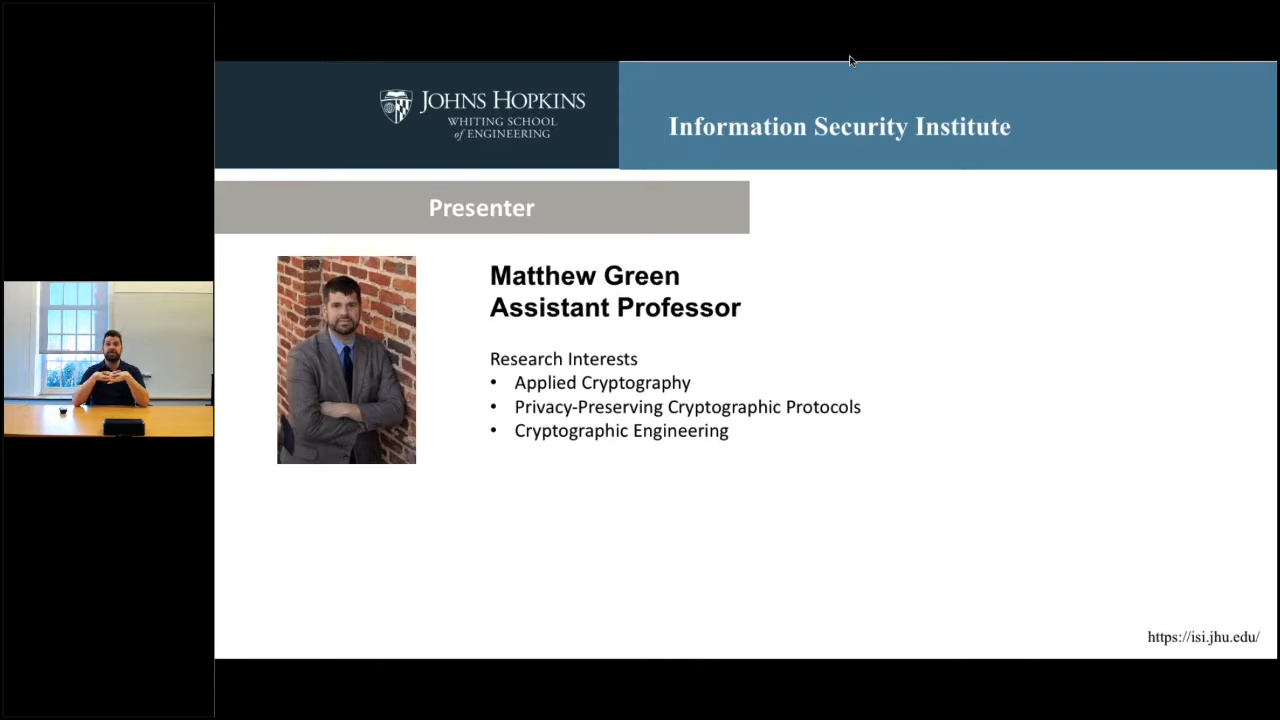 JOHNS HOPKINS
WHITING SCHOOL
of ENGINEERING
Information Security Institute
Presenter
Matthew Green
Assistant Professor
Research Interests
• Applied Cryptography
• Privacy-Preserving Cryptographic Protocols
• Cryptographic Engineering
https://isi.jhu.edu/